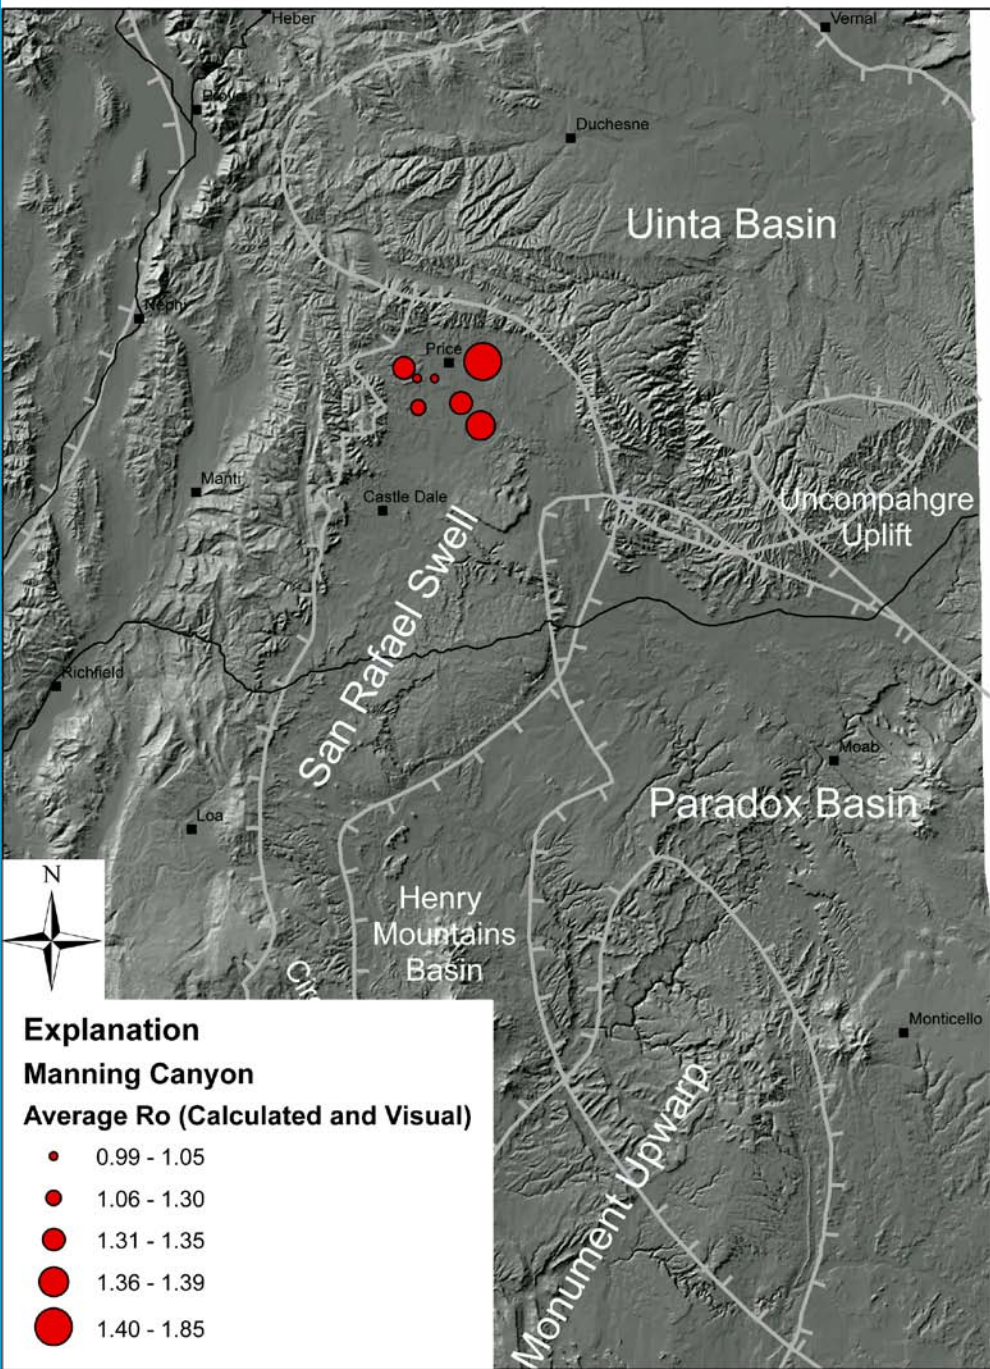 Heber
Vernal
Provo
Duchesne
Uinta Basin
Nephi
Price
Manti
Castle Dale
Uncompahgre
Uplift
San Rafael Swell
Richfield
Moab
Paradox Basin
Loa
N
Henry
Mountains
Basin
Monticello
Monument Upwarp
Explanation
Manning Canyon
Average Ro (Calculated and Visual)
0.99 - 1.05
1.06 - 1.30
1.31 - 1.35
1.36 - 1.39
1.40 - 1.85